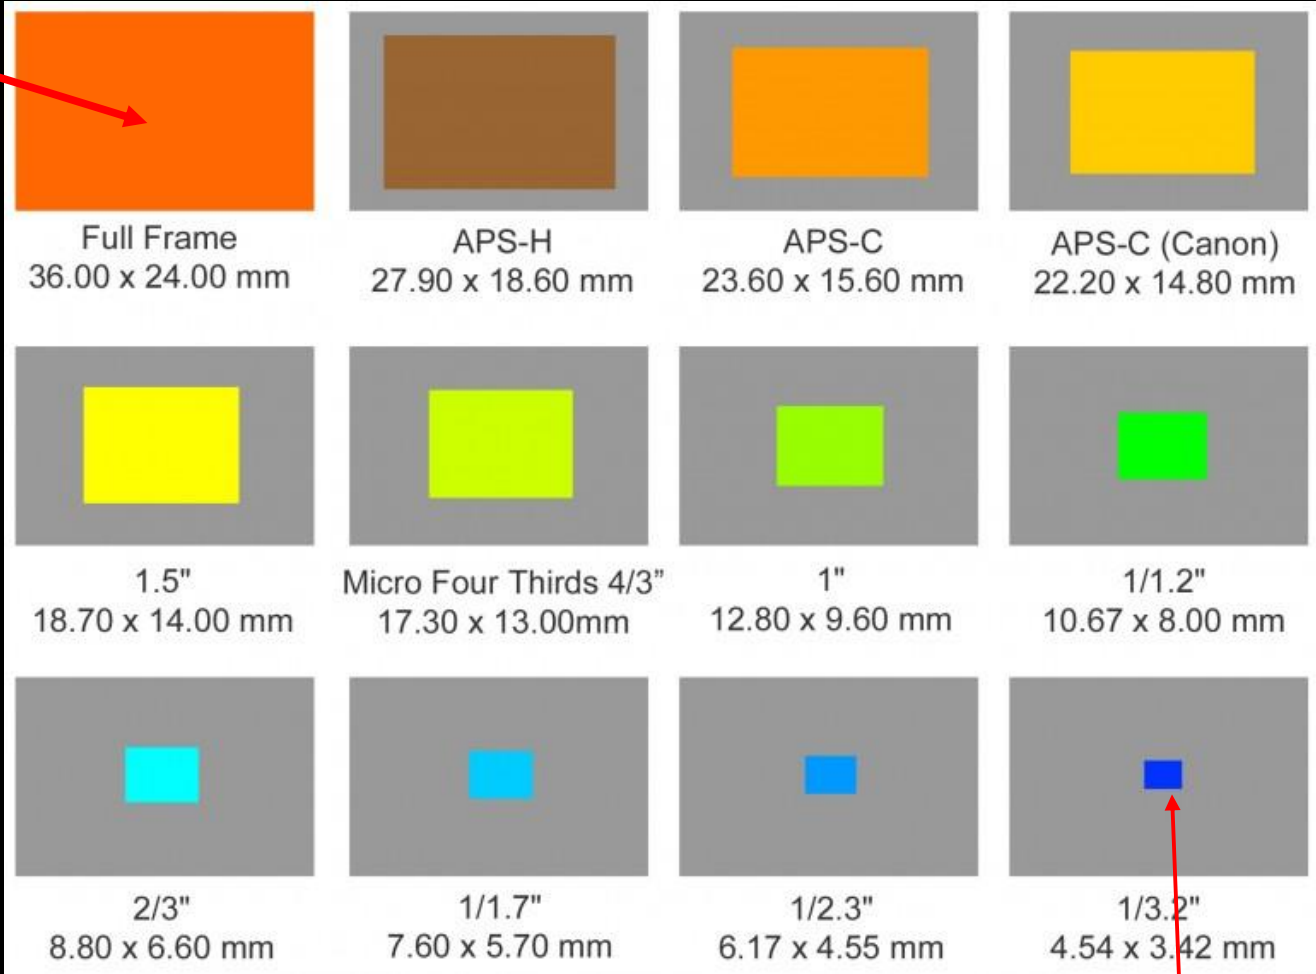 Full Frame
36.00 x 24.00 mm
APS-H
27.90 x 18.60 mm
APS-C
23.60 x 15.60 mm
APS-C (Canon)
22.20 x 14.80 mm
1.5"
18.70 x 14.00 mm
Micro Four Thirds 4/3”
17.30 x 13.00mm
1"
12.80 x 9.60 mm
1/1.2"
10.67 x 8.00 mm
2/3"
8.80 x 6.60 mm
1/1.7"
7.60 x 5.70 mm
1/2.3"
6.17 x 4.55 mm
1/3.2"
4.54 x 3.42 mm